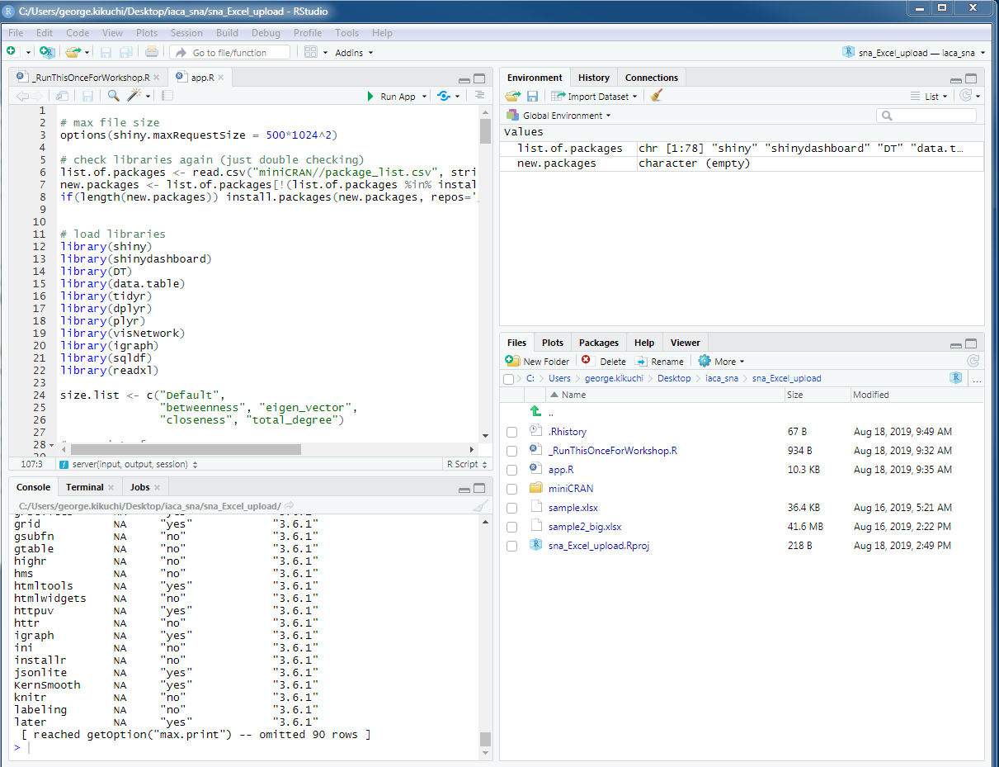 C:/Users/george.kikuchi/Desktop/iaca_sna/sna_Excel_upload - RStudio
File Edit Code View Plots Session Build Debug Profile Tools Help
Go to file/function Addins sna_Excel_upload — iaca_sna
_RunThisOnceForWorkshop.R app.R
Run App
1
2 # max file size
3 options(shiny.maxRequestSize = 500*1024^2)
4
5 # check libraries again (just double checking)
6 list.of.packages <- read.csv("miniCRAN//package_list.csv", stri
7 new.packages <- list.of.packages[!(list.of.packages %in% instal
8 if(length(new.packages)) install.packages(new.packages, repos='
9
10
11 # load libraries
12 library(shiny)
13 library(shinydashboard)
14 library(DT)
15 library(data.table)
16 library(tidyr)
17 library(dplyr)
18 library(plyr)
19 library(visNetwork)
20 library(igraph)
21 library(sqldf)
22 library(readxl)
23
24 size.list <- c("Default",
25 "betweenness", "eigen_vector",
26 "closeness", "total_degree")
27
28
29
107:3 server(input, output, session) R Script
Console Terminal Jobs
C:/Users/george.kikuchi/Desktop/iaca_sna/sna_Excel_upload/
grid NA "yes" "3.6.1"
gsubfn NA "no" "3.6.1"
gtable NA "no" "3.6.1"
highr NA "no" "3.6.1"
hms NA "no" "3.6.1"
htmltools NA "yes" "3.6.1"
htmlwidgets NA "no" "3.6.1"
httpuv NA "yes" "3.6.1"
httr NA "no" "3.6.1"
igraph NA "yes" "3.6.1"
ini NA "no" "3.6.1"
installr NA "no" "3.6.1"
jsonlite NA "yes" "3.6.1"
KernSmooth NA "yes" "3.6.1"
knitr NA "no" "3.6.1"
labeling NA "no" "3.6.1"
later NA "yes" "3.6.1"
[ reached getOption("max.print") -- omitted 90 rows ]
>
Environment History Connections
Import Dataset List
Global Environment
Values
list.of.packages chr [1:78] "shiny" "shinydashboard" "DT" "data.t…
new.packages character (empty)
Files Plots Packages Help Viewer
New Folder Delete Rename More
C: Users george.kikuchi Desktop iaca_sna sna_Excel_upload ...
Name Size Modified
..
.Rhistory 67 B Aug 18, 2019, 9:49 AM
_RunThisOnceForWorkshop.R 934 B Aug 18, 2019, 9:32 AM
app.R 10.3 KB Aug 18, 2019, 9:35 AM
miniCRAN
sample.xlsx 36.4 KB Aug 16, 2019, 5:21 AM
sample2_big.xlsx 41.6 MB Aug 16, 2019, 2:22 PM
sna_Excel_upload.Rproj 218 B Aug 18, 2019, 2:49 PM